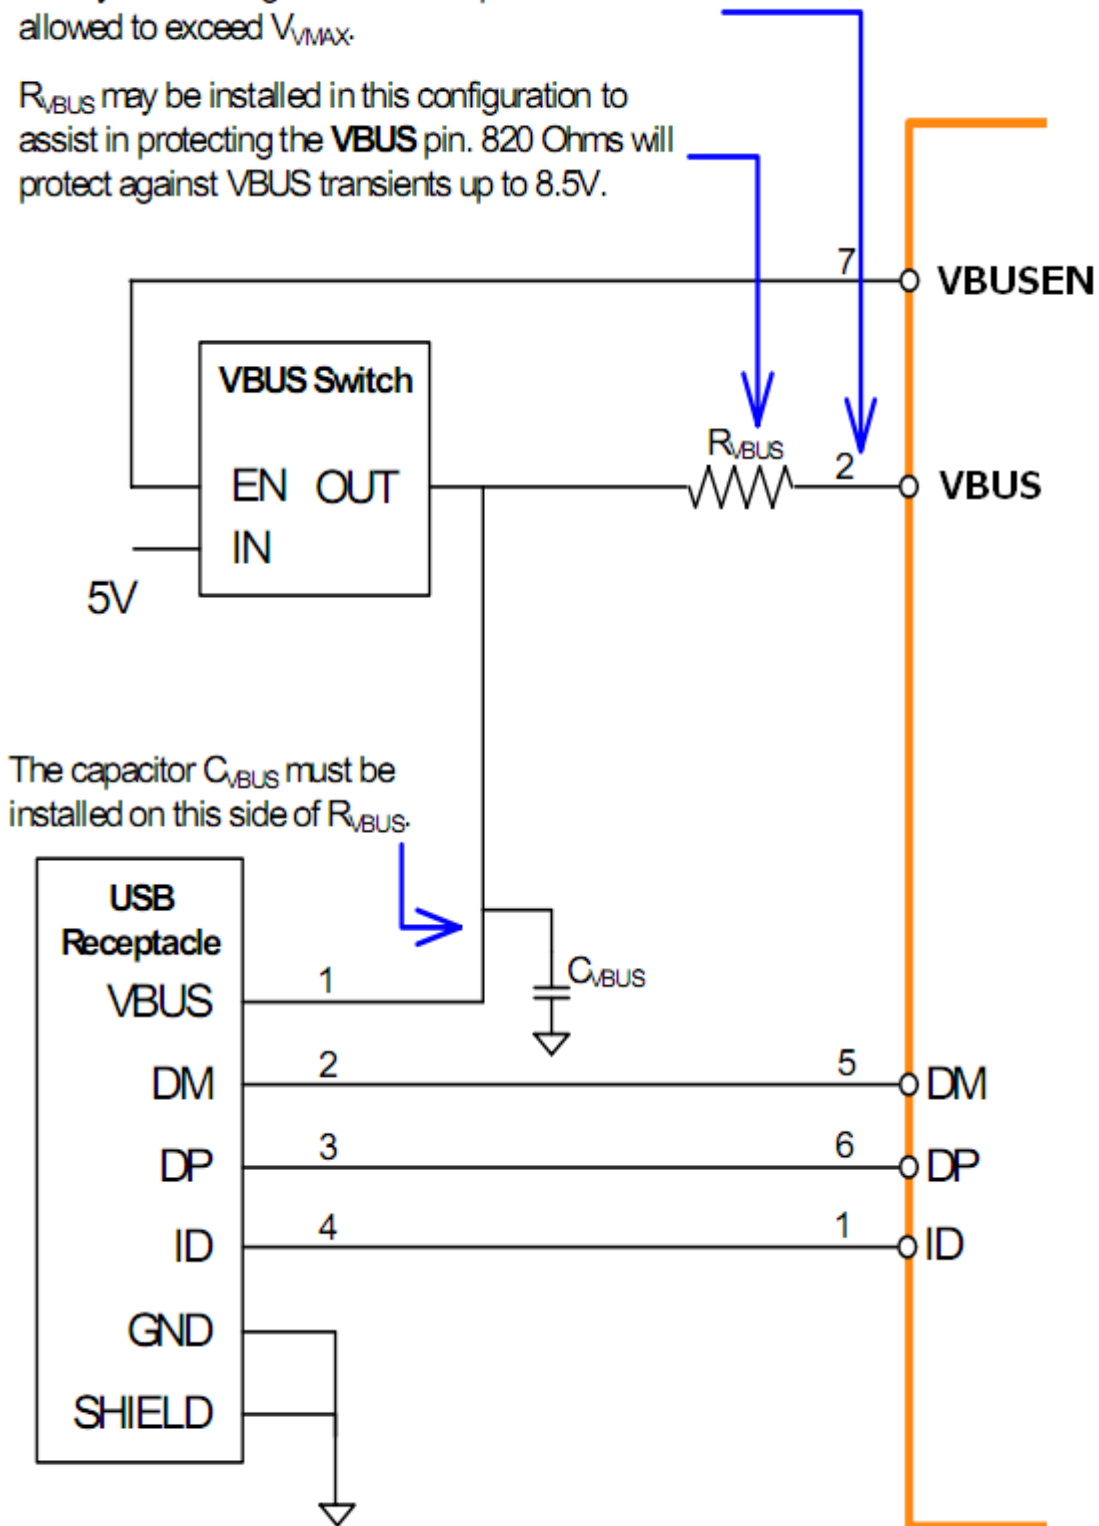 allowed to exceed VVMAX.
RVBUS may be installed in this configuration to
assist in protecting the VBUS pin. 820 Ohms will
protect against VBUS transients up to 8.5V.
7
VBUSEN
VBUS Switch
RVBUS
2
EN OUT
VBUS
IN
5V
The capacitor CVBUS must be
installed on this side of RVBUS.
USB
Receptacle
CVBUS
VBUS
1
DM
2
5
DM
DP
3
6
DP
ID
4
1
ID
GND
SHIELD